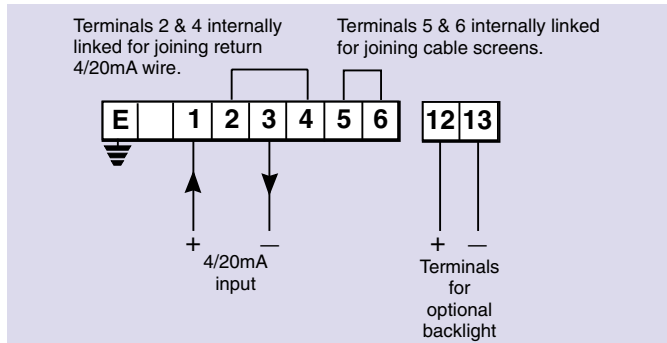 Terminals 2 & 4 internally
linked for joining return
4/20mA wire.
Terminals 5 & 6 internally linked
for joining cable screens.
E 1 2 3 4 5 6 12 13
+ —
4/20mA
input
+ —
Terminals
for
optional
backlight